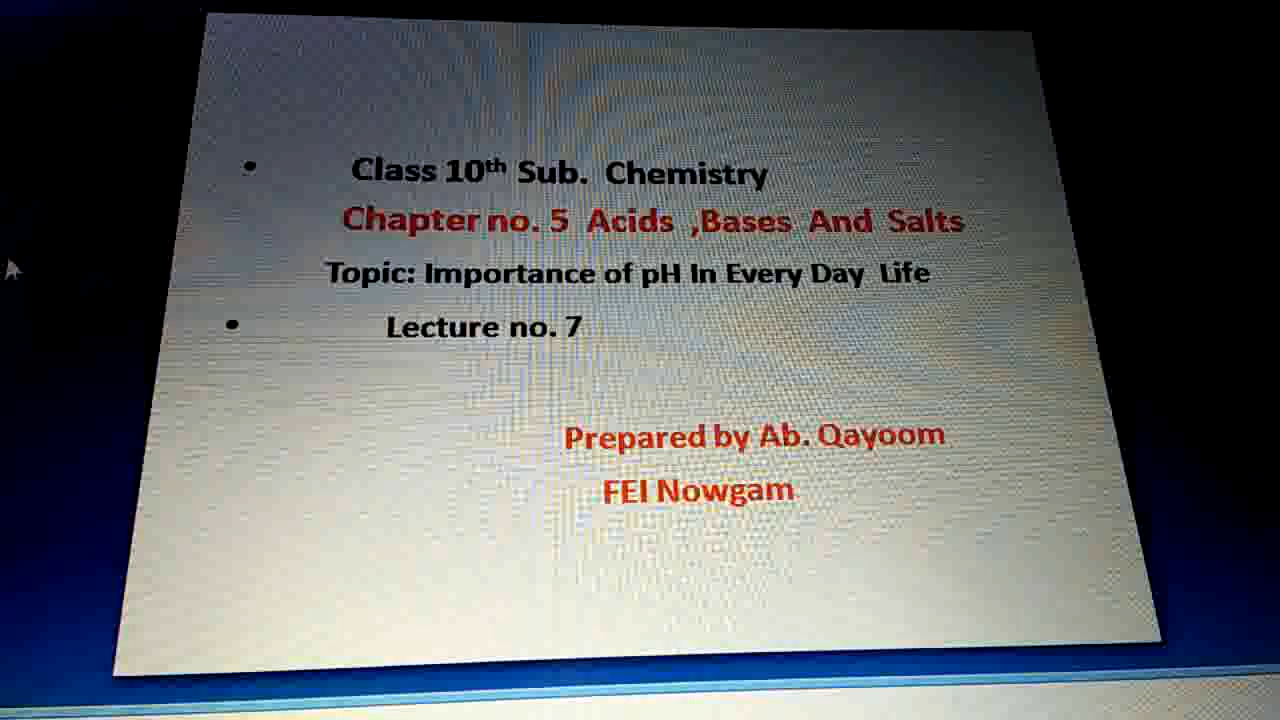 • Class 10th Sub. Chemistry
Chapter no. 5 Acids ,Bases And Salts
Topic: Importance of pH In Every Day Life
• Lecture no. 7
Prepared by Ab. Qayoom
FEI Nowgam